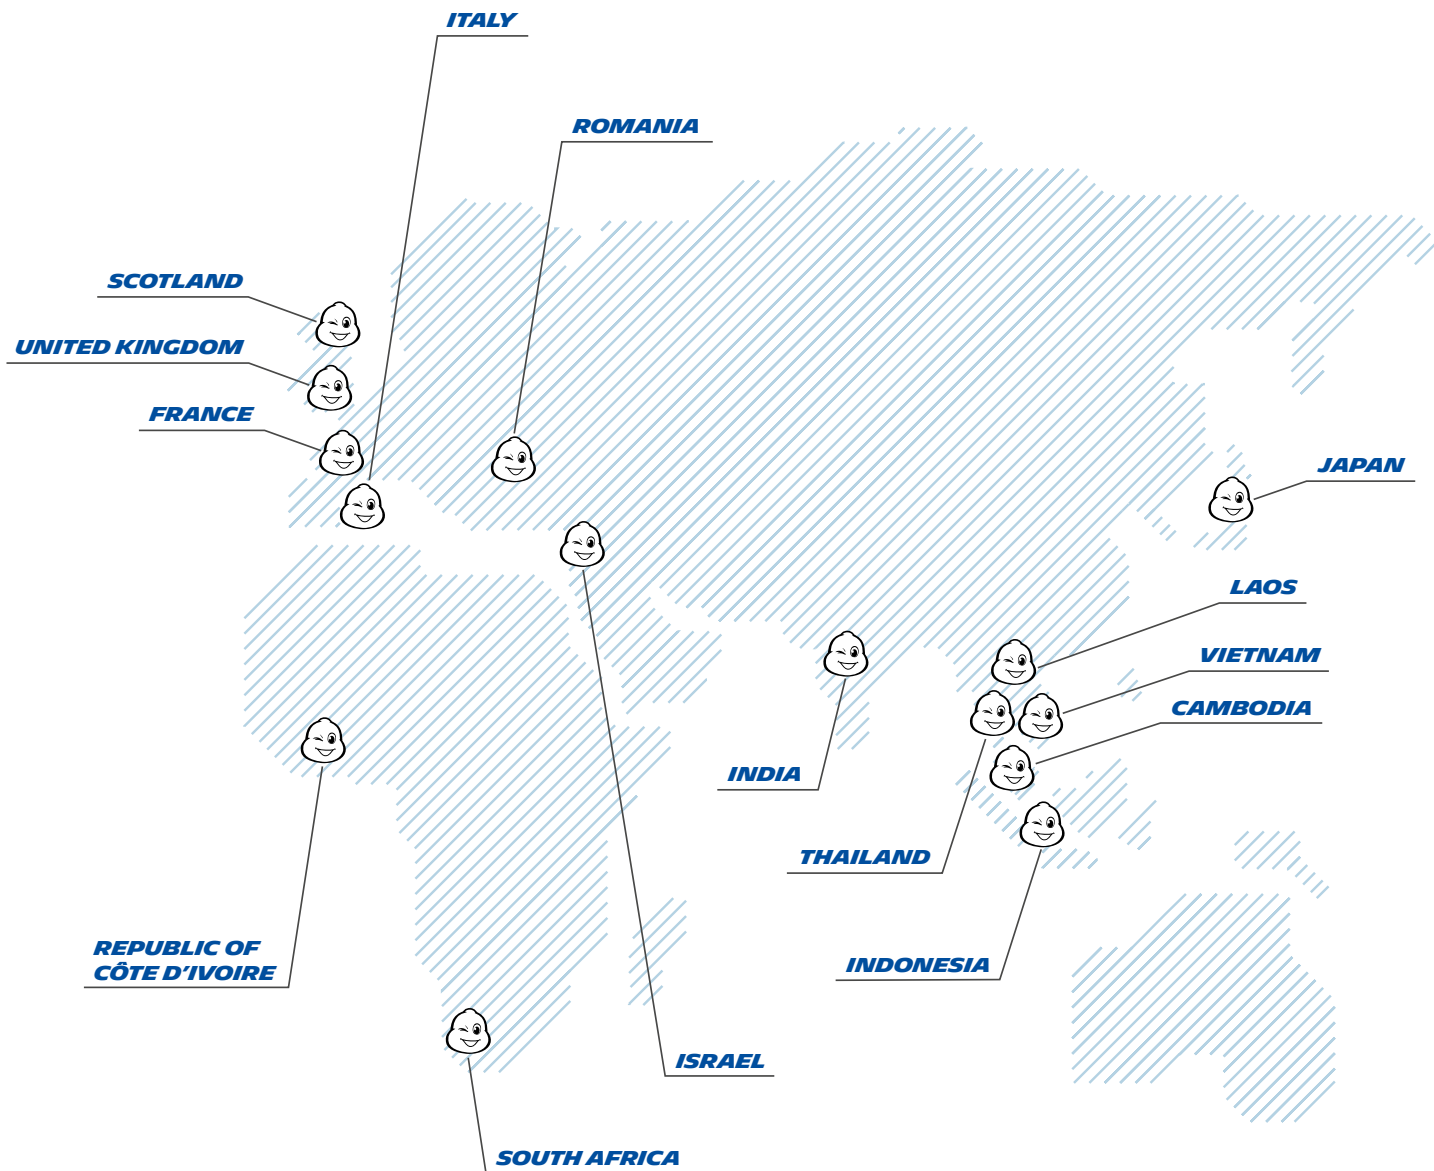 ITALY
ROMANIA
SCOTLAND
UNITED KINGDOM
FRANCE
JAPAN
LAOS
VIETNAM
CAMBODIA
INDIA
THAILAND
REPUBLIC OF
CÔTE D'IVOIRE
INDONESIA
ISRAEL
SOUTH AFRICA